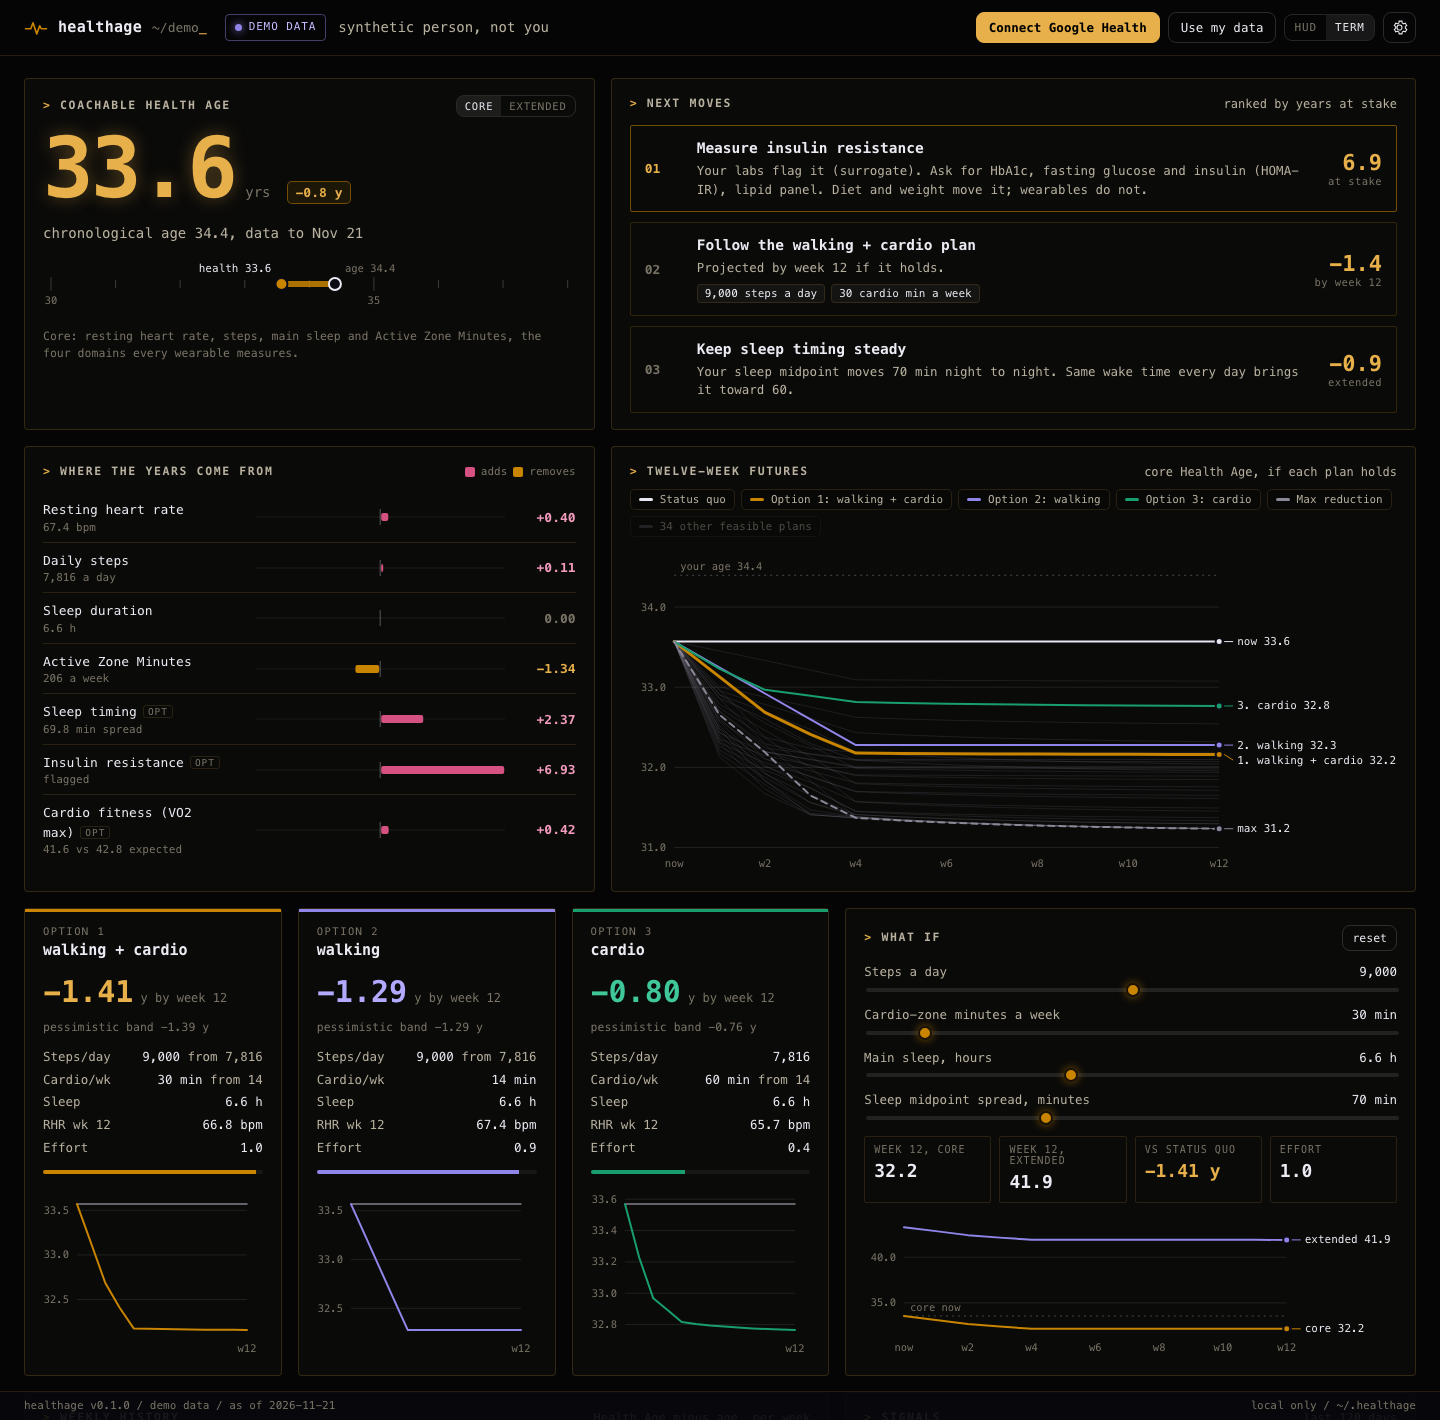 healthage ~/demo_ DEMO DATA synthetic person, not you Connect Google Health Use my data HUD TERM
> COACHABLE HEALTH AGE CORE EXTENDED
33.6 yrs −0.8 y
chronological age 34.4, data to Nov 21
health 33.6 age 34.4
30 35
Core: resting heart rate, steps, main sleep and Active Zone Minutes, the
four domains every wearable measures.
> NEXT MOVES ranked by years at stake
01
Measure insulin resistance
Your labs flag it (surrogate). Ask for HbA1c, fasting glucose and insulin (HOMA–
IR), lipid panel. Diet and weight move it; wearables do not.
6.9
at stake
02
Follow the walking + cardio plan
Projected by week 12 if it holds.
9,000 steps a day 30 cardio min a week
−1.4
by week 12
03
Keep sleep timing steady
Your sleep midpoint moves 70 min night to night. Same wake time every day brings
it toward 60.
−0.9
extended
> WHERE THE YEARS COME FROM adds removes
Resting heart rate
67.4 bpm
+0.40
Daily steps
7,816 a day
+0.11
Sleep duration
6.6 h
0.00
Active Zone Minutes
206 a week
−1.34
Sleep timing OPT
69.8 min spread
+2.37
Insulin resistance OPT
flagged
+6.93
Cardio fitness (VO2
max) OPT
41.6 vs 42.8 expected
+0.42
> TWELVE–WEEK FUTURES core Health Age, if each plan holds
Status quo Option 1: walking + cardio Option 2: walking Option 3: cardio Max reduction
34 other feasible plans
your age 34.4
34.0
now 33.6
33.0
3. cardio 32.8
2. walking 32.3
1. walking + cardio 32.2
32.0
max 31.2
31.0
now w2 w4 w6 w8 w10 w12
OPTION 1
walking + cardio
−1.41 y by week 12
pessimistic band −1.39 y
Steps/day 9,000 from 7,816
Cardio/wk 30 min from 14
Sleep 6.6 h
RHR wk 12 66.8 bpm
Effort 1.0
33.5
33.0
32.5
w12
OPTION 2
walking
−1.29 y by week 12
pessimistic band −1.29 y
Steps/day 9,000 from 7,816
Cardio/wk 14 min
Sleep 6.6 h
RHR wk 12 67.4 bpm
Effort 0.9
33.5
33.0
32.5
w12
OPTION 3
cardio
−0.80 y by week 12
pessimistic band −0.76 y
Steps/day 7,816
Cardio/wk 60 min from 14
Sleep 6.6 h
RHR wk 12 65.7 bpm
Effort 0.4
33.6
33.4
33.2
33.0
32.8
w12
> WHAT IF reset
Steps a day 9,000
Cardio–zone minutes a week 30 min
Main sleep, hours 6.6 h
Sleep midpoint spread, minutes 70 min
WEEK 12, CORE
32.2
WEEK 12,
EXTENDED
41.9
VS STATUS QUO
−1.41 y
EFFORT
1.0
extended 41.9
40.0
35.0
core now
core 32.2
now w2 w4 w6 w8 w10 w12
healthage v0.1.0 / demo data / as of 2026–11–21 local only / ~/.healthage
> WEEKLY HISTORY Health Age minus age, per week > SIGNALS last 120 days